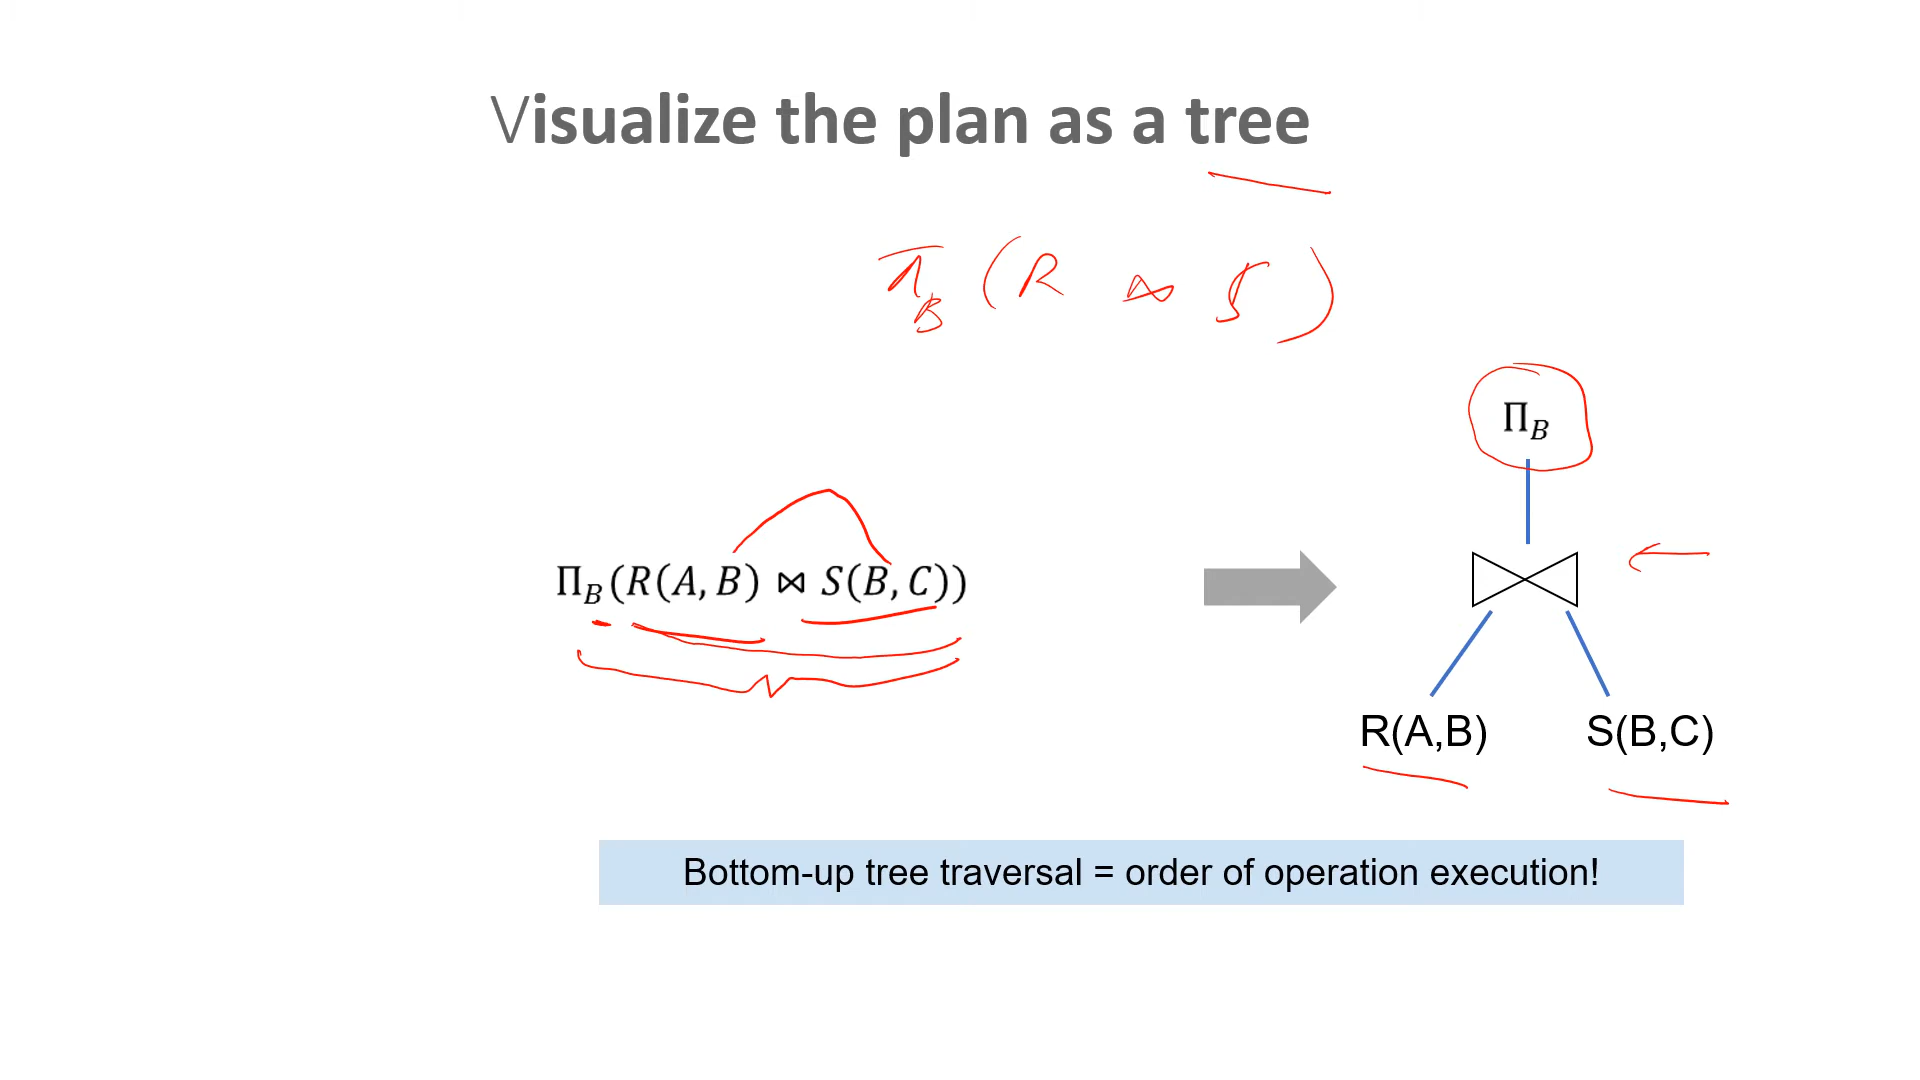 Visualize the plan as a tree
π_B (R ⋈ S)
Π_B
Π_B(R(A, B) ⋈ S(B, C))
⋈
R(A,B) S(B,C)
Bottom-up tree traversal = order of operation execution!